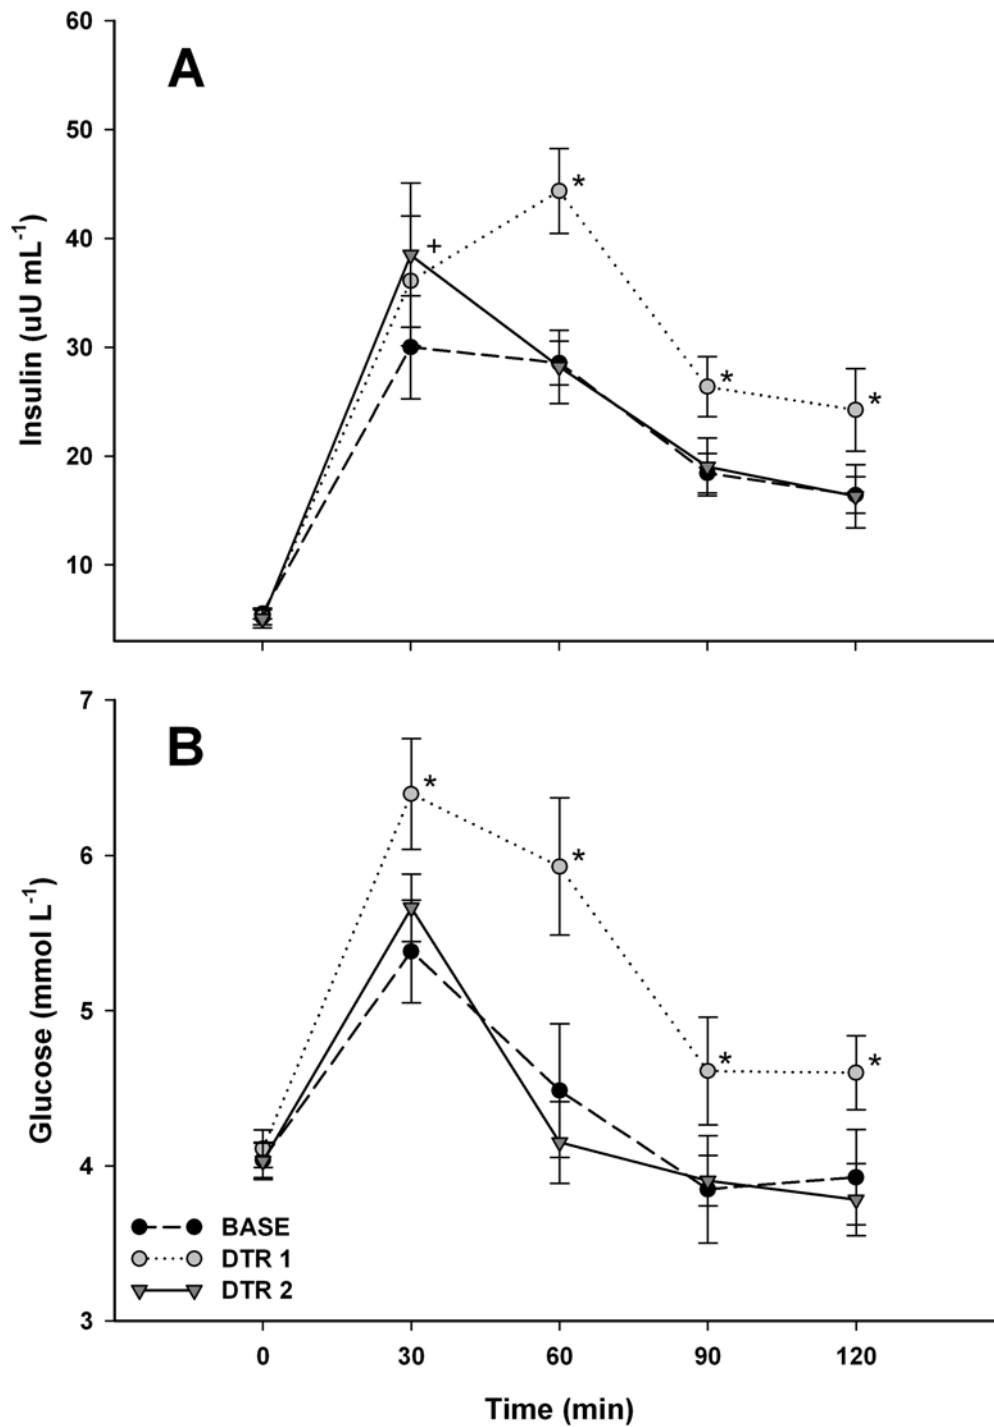 A
60
50
40
30
20
10
Insulin (uU mL⁻¹)
+
*
*
*
B
7
6
5
4
3
Glucose (mmol L⁻¹)
*
*
*
*
BASE
DTR 1
DTR 2
0 30 60 90 120
Time (min)